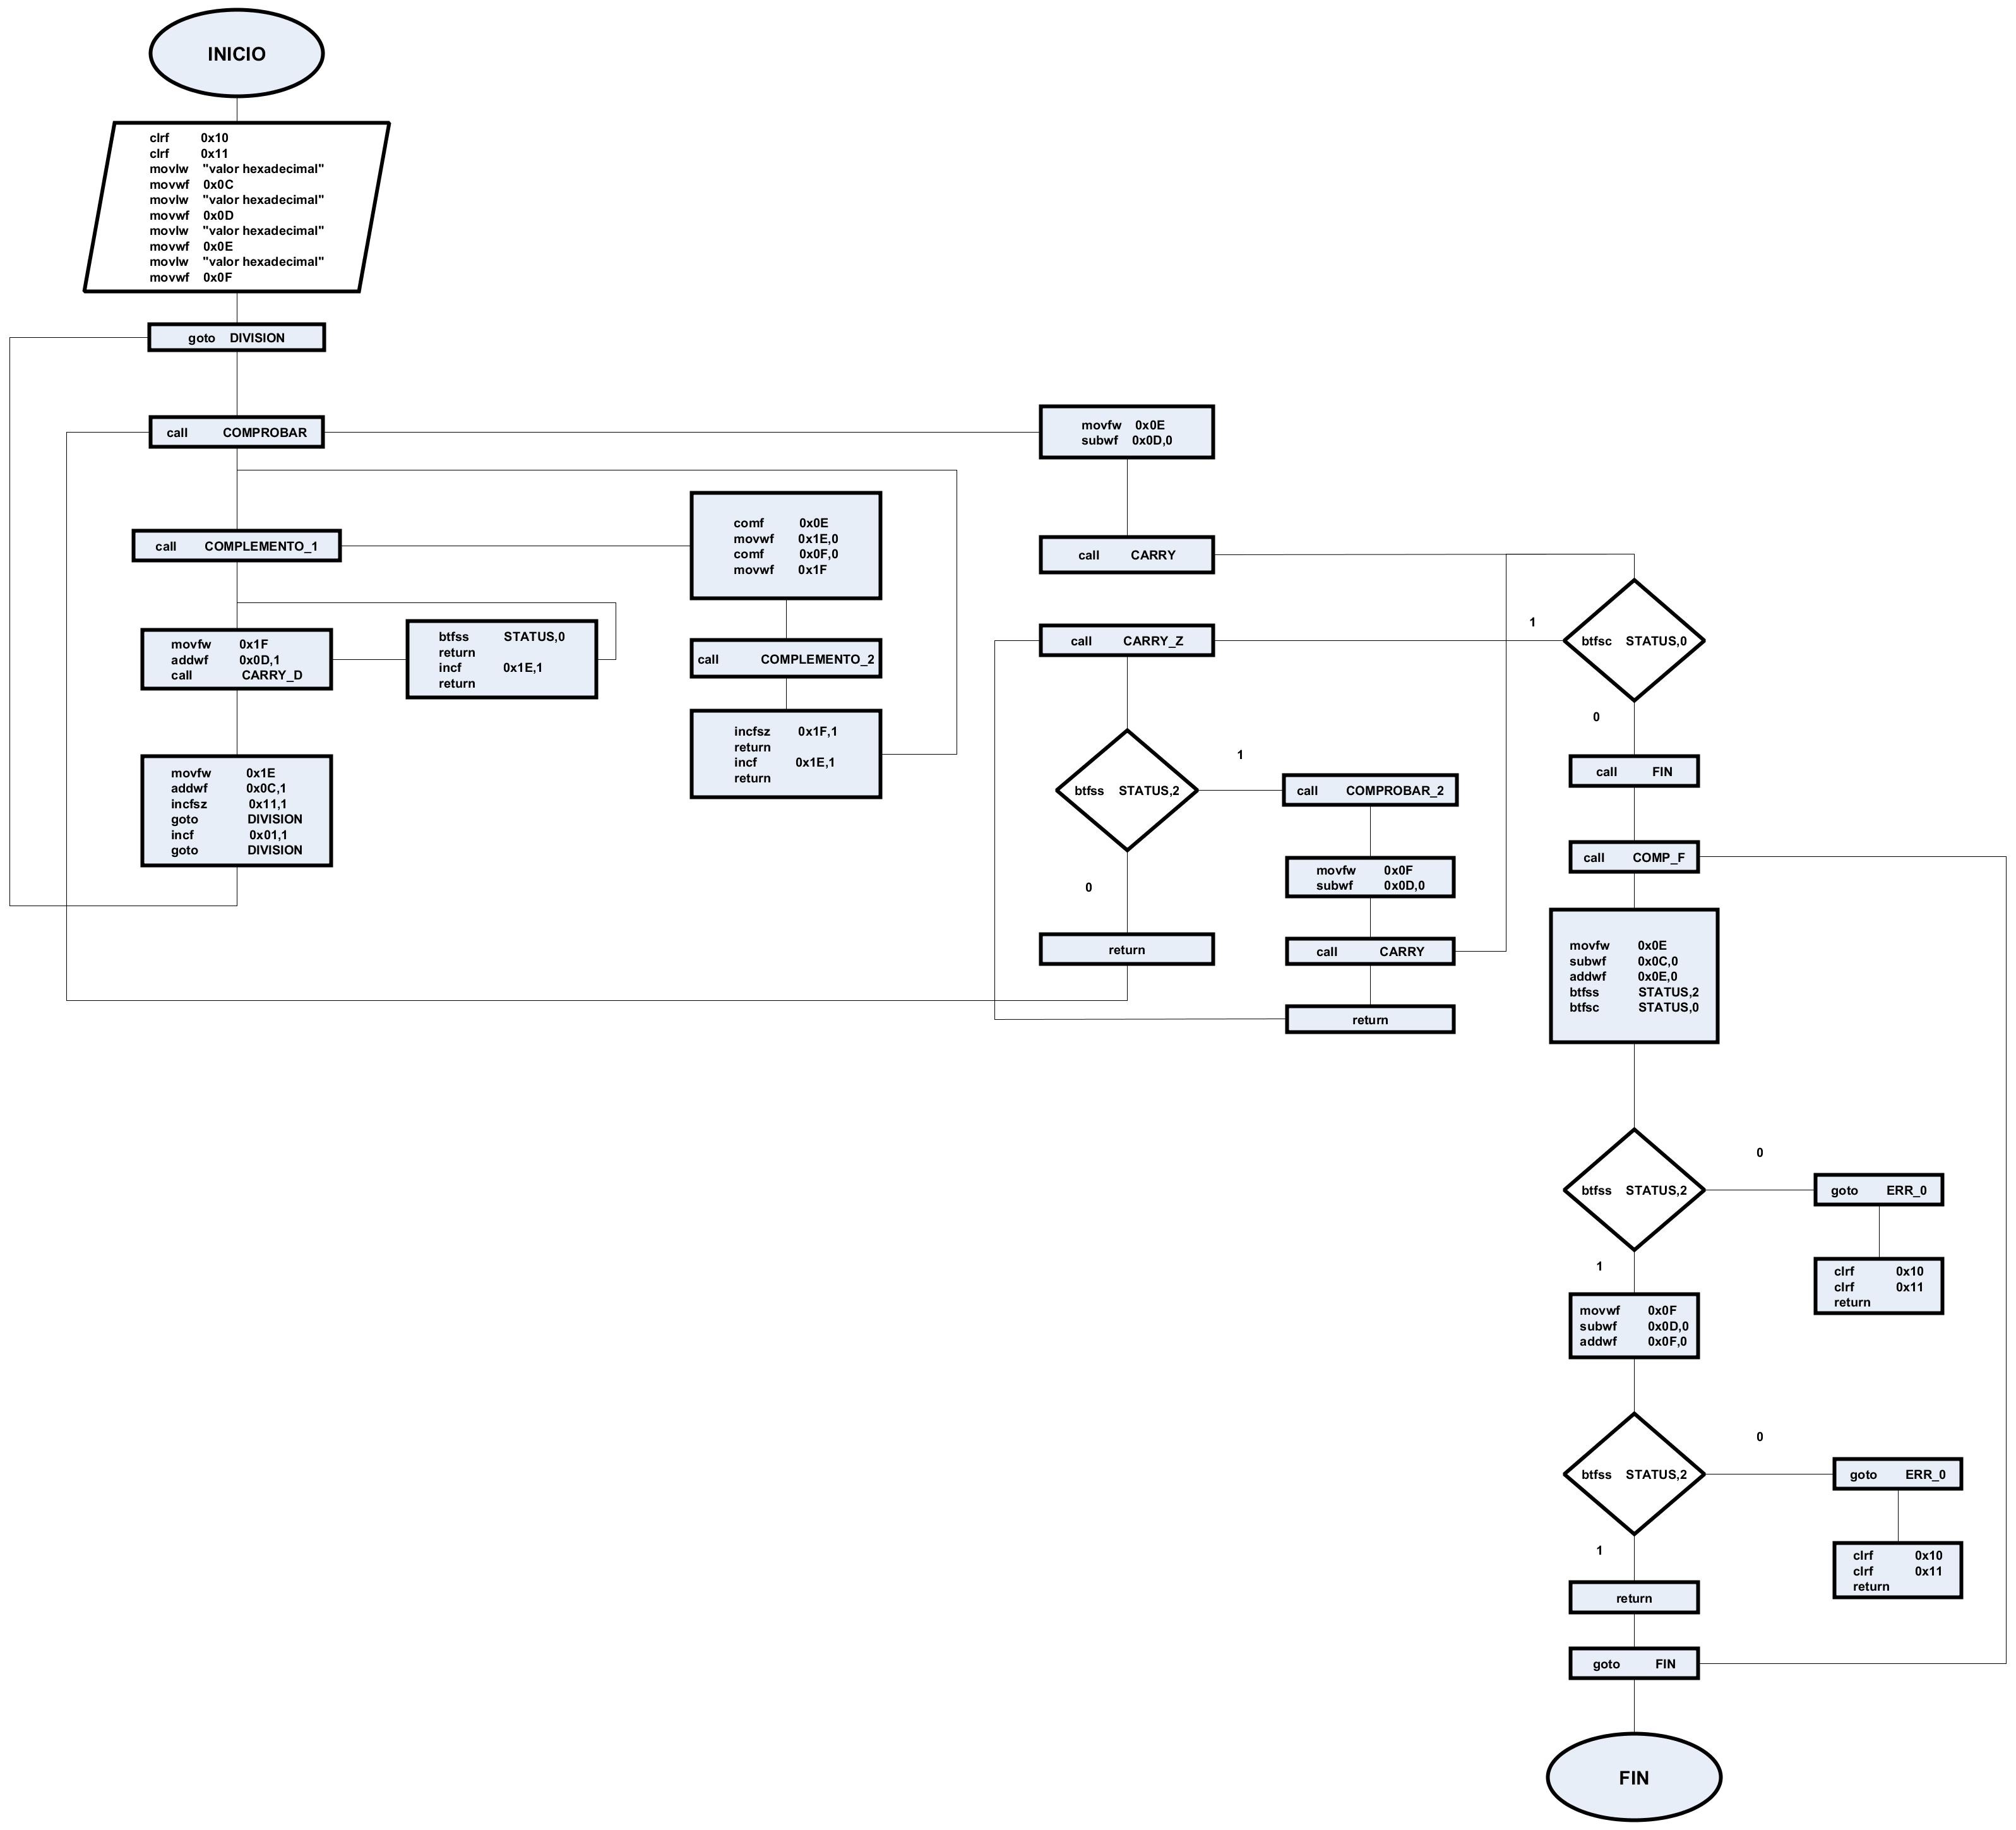 INICIO
clrf 0x10
clrf 0x11
movlw "valor hexadecimal"
movwf 0x0C
movlw "valor hexadecimal"
movwf 0x0D
movlw "valor hexadecimal"
movwf 0x0E
movlw "valor hexadecimal"
movwf 0x0F
goto DIVISION
call COMPROBAR
call COMPLEMENTO_1
movfw 0x1F
addwf 0x0D,1
call CARRY_D
movfw 0x1E
addwf 0x0C,1
incfsz 0x11,1
goto DIVISION
incf 0x01,1
goto DIVISION
btfss STATUS,0
return
incf 0x1E,1
return
comf 0x0E
movwf 0x1E,0
comf 0x0F,0
movwf 0x1F
call COMPLEMENTO_2
incfsz 0x1F,1
return
incf 0x1E,1
return
movfw 0x0E
subwf 0x0D,0
call CARRY
call CARRY_Z
btfss STATUS,2
1
0
return
call COMPROBAR_2
movfw 0x0F
subwf 0x0D,0
call CARRY
return
1
btfsc STATUS,0
0
call FIN
call COMP_F
movfw 0x0E
subwf 0x0C,0
addwf 0x0E,0
btfss STATUS,2
btfsc STATUS,0
btfss STATUS,2
0
goto ERR_0
clrf 0x10
clrf 0x11
return
1
movwf 0x0F
subwf 0x0D,0
addwf 0x0F,0
btfss STATUS,2
0
goto ERR_0
clrf 0x10
clrf 0x11
return
1
return
goto FIN
FIN